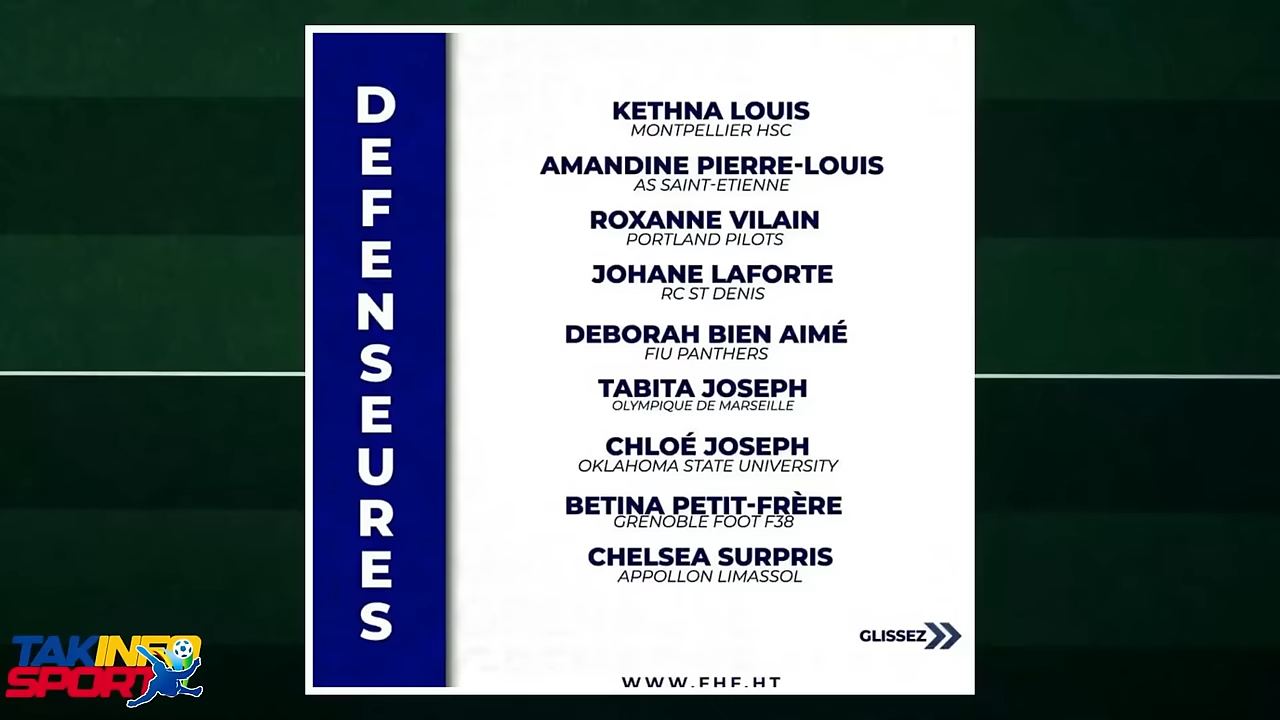 DEFENSEURES
KETHNA LOUIS
MONTPELLIER HSC
AMANDINE PIERRE-LOUIS
AS SAINT-ETIENNE
ROXANNE VILAIN
PORTLAND PILOTS
JOHANE LAFORTE
RC ST DENIS
DEBORAH BIEN AIMÉ
FIU PANTHERS
TABITA JOSEPH
OLYMPIQUE DE MARSEILLE
CHLOÉ JOSEPH
OKLAHOMA STATE UNIVERSITY
BETINA PETIT-FRÈRE
GRENOBLE FOOT F38
CHELSEA SURPRIS
APPOLLON LIMASSOL
GLISSEZ
WWW.FHF.HT
TAKINFO
SPORT